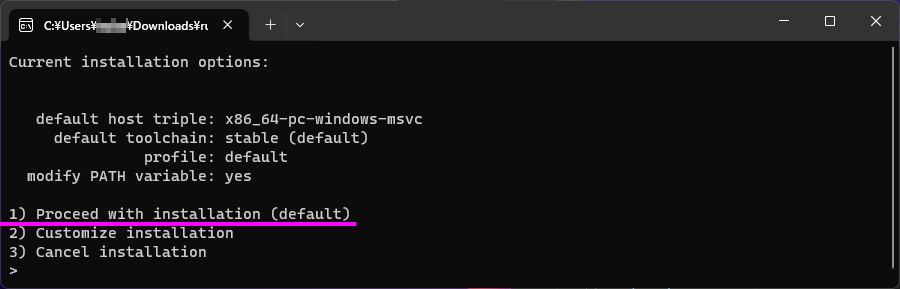 C:¥Users¥ ¥Downloads¥ru
Current installation options:
default host triple: x86_64-pc-windows-msvc
default toolchain: stable (default)
profile: default
modify PATH variable: yes
1) Proceed with installation (default)
2) Customize installation
3) Cancel installation
>